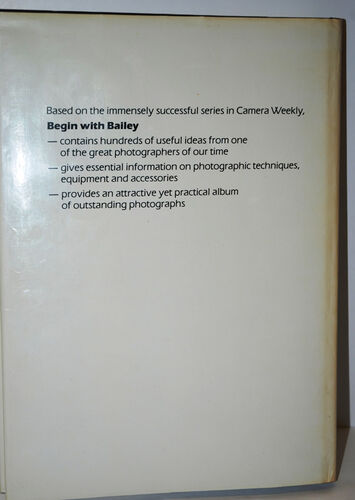 Based on the immensely successful series in Camera Weekly,
Begin with Bailey
— contains hundreds of useful ideas from one
of the great photographers of our time
— gives essential information on photographic techniques,
equipment and accessories
— provides an attractive yet practical album
of outstanding photographs